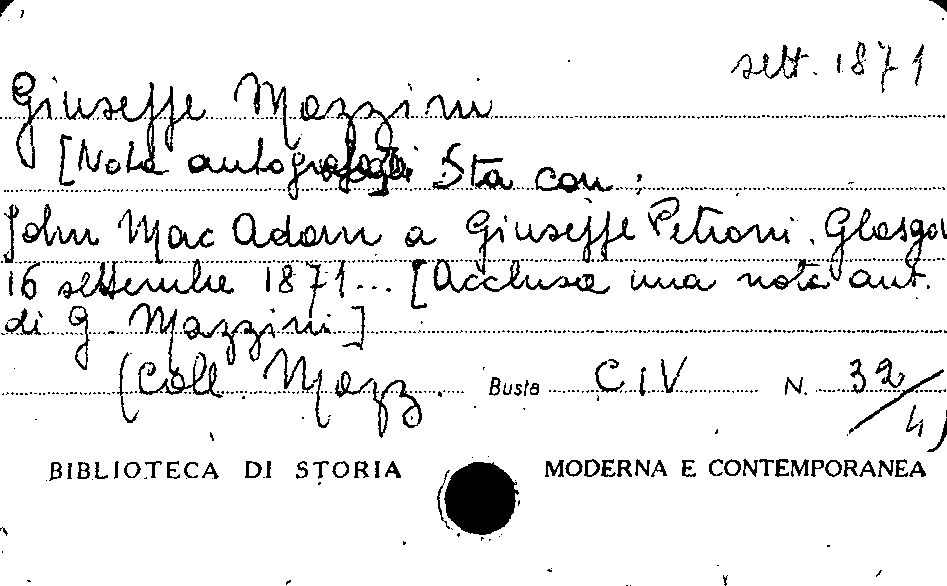 sett. 1871
Giuseppe Mazzini
[Nota autografa] Sta con:
John Mac Adam a Giuseppe Petroni. Glasgow
16 settembre 1871... [Acclusa una nota aut.
di G. Mazzini]
(Coll. Mazz. Busta CIV N. 32/4)
BIBLIOTECA DI STORIA MODERNA E CONTEMPORANEA